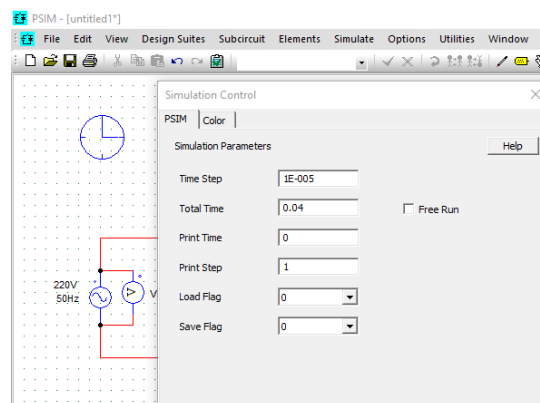 PSIM - [untitled1*]
File Edit View Design Suites Subcircuit Elements Simulate Options Utilities Window
Simulation Control
PSIM Color
Simulation Parameters Help
Time Step 1E-005
Total Time 0.04 Free Run
Print Time 0
Print Step 1
220V
50Hz V V
Load Flag 0
Save Flag 0